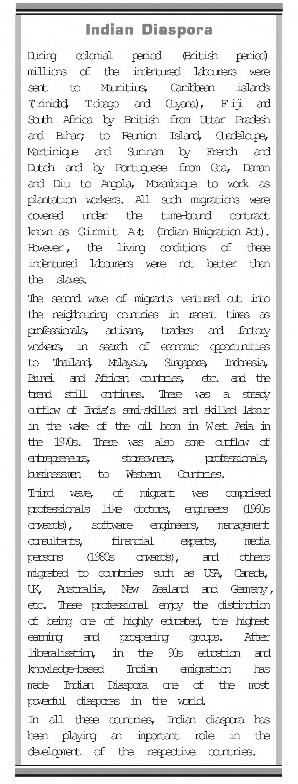 Indian Diaspora
During colonial period (British period)
millions of the indentured labourers were
sent to Mauritius, Caribbean islands
(Trinidad, Tobago and Guyana), Fiji and
South Africa by British from Uttar Pradesh
and Bihar; to Reunion Island, Guadeloupe,
Martinique and Surinam by French and
Dutch and by Portuguese from Goa, Daman
and Diu to Angola, Mozambique to work as
plantation workers. All such migrations were
covered under the time-bound contract
known as Girmit Act (Indian Emigration Act).
However, the living conditions of these
indentured labourers were not better than
the slaves.
The second wave of migrants ventured out into
the neighbouring countries in recent times as
professionals, artisans, traders and factory
workers, in search of economic opportunities
to Thailand, Malaysia, Singapore, Indonesia,
Brunei and African countries, etc. and the
trend still continues. There was a steady
outflow of India's semi-skilled and skilled labour
in the wake of the oil boom in West Asia in
the 1970s. There was also some outflow of
entrepreneurs, storeowners, professionals,
businessmen to Western Countries.
Third wave, of migrant was comprised
professionals like doctors, engineers (1960s
onwards), software engineers, management
consultants, financial experts, media
persons (1980s onwards), and others
migrated to countries such as USA, Canada,
UK, Australia, New Zealand and Germany,
etc. These professional enjoy the distinction
of being one of highly educated, the highest
earning and prospering groups. After
liberalisation, in the 90s education and
knowledge-based Indian emigration has
made Indian Diaspora one of the most
powerful diasporas in the world.
In all these countries, Indian diaspora has
been playing an important role in the
development of the respective countries.